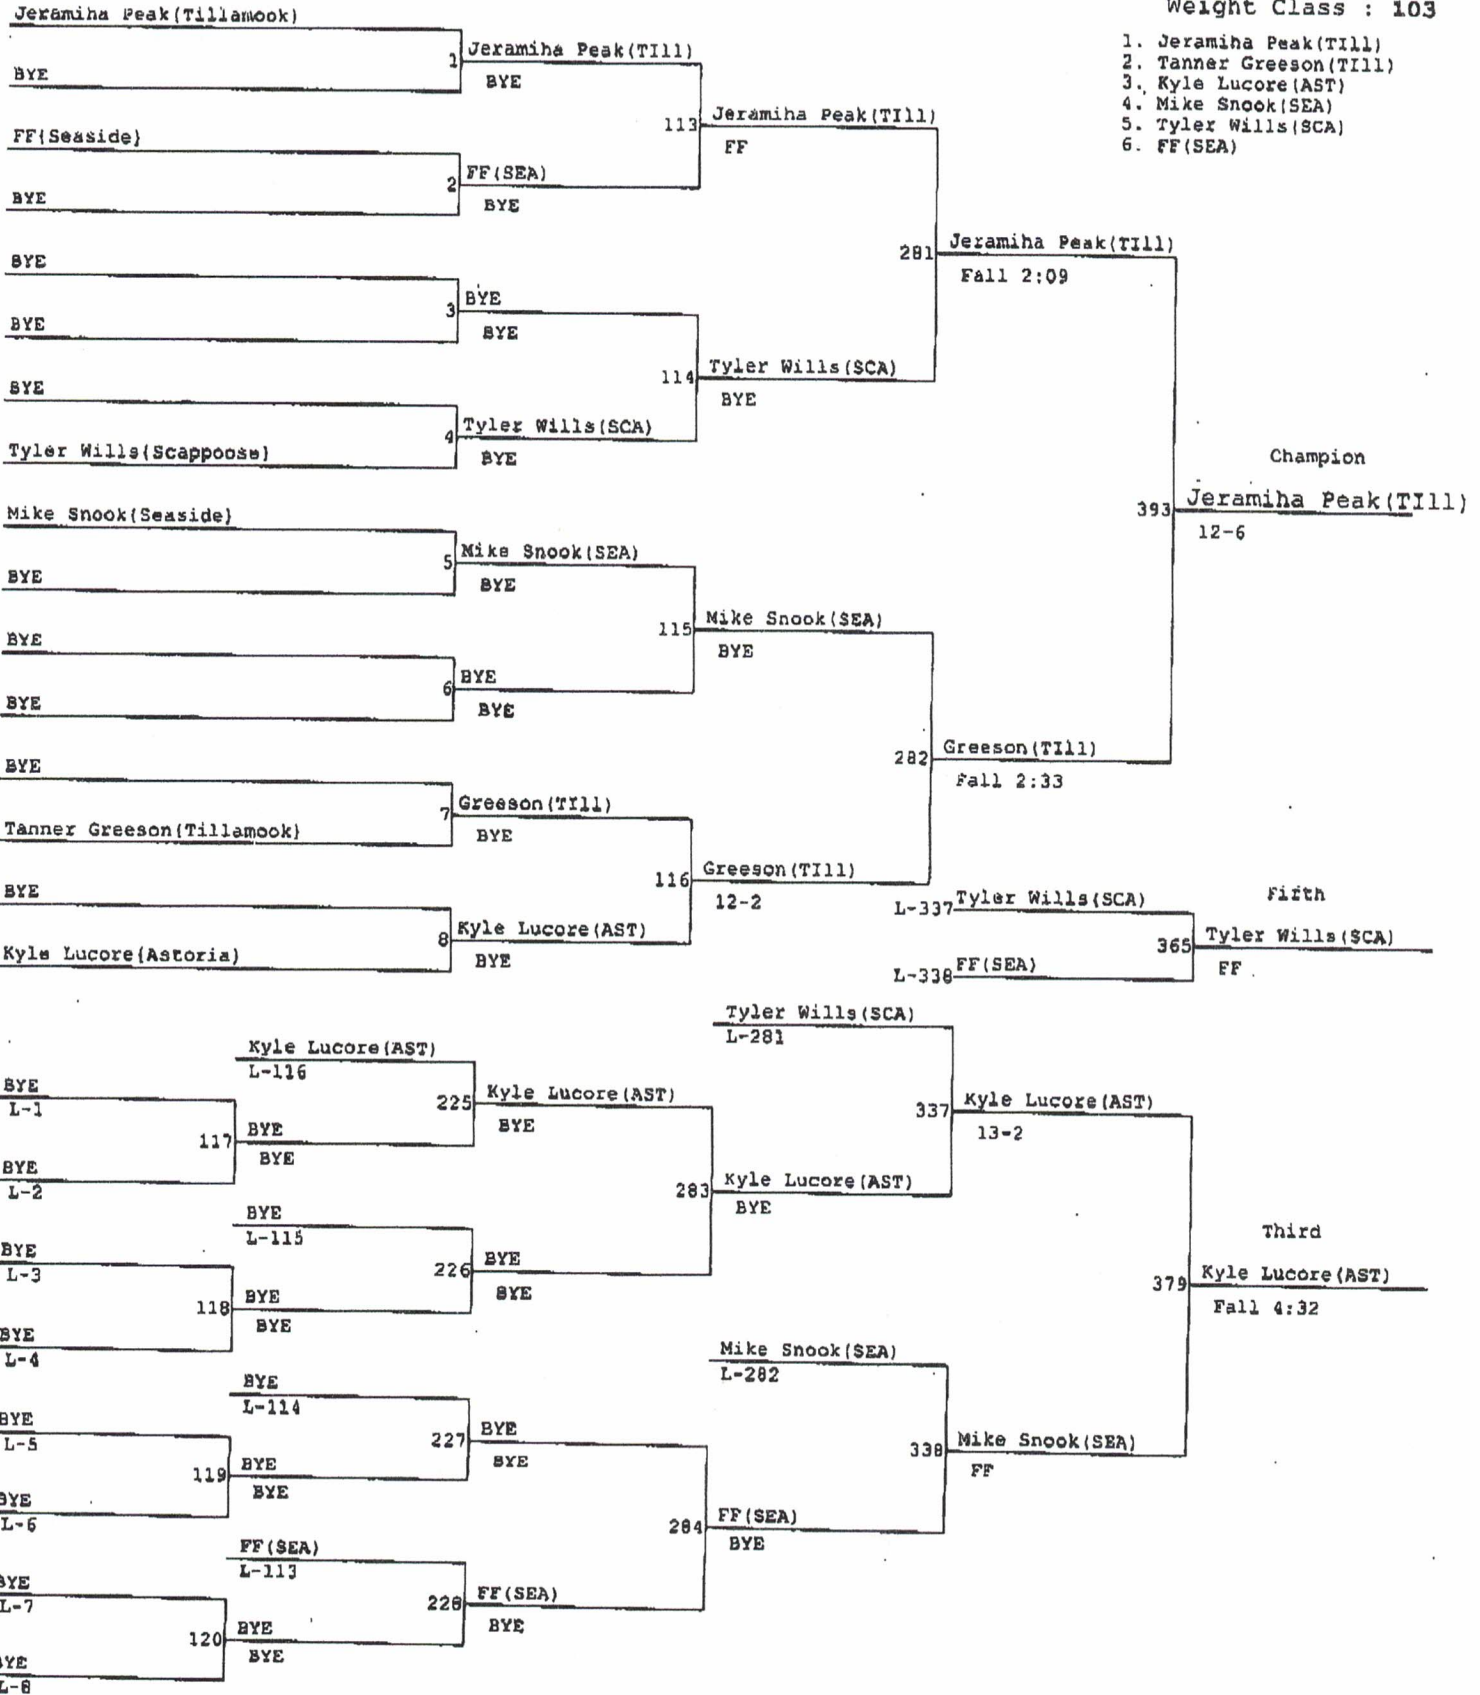 Weight Class : 103
1. Jeramiha Peak(TIll)
2. Tanner Greeson(TIll)
3. Kyle Lucore(AST)
4. Mike Snook(SEA)
5. Tyler Wills(SCA)
6. FF(SEA)
Jeramiha Peak(Tillamook)
1 Jeramiha Peak(TIll)
BYE
BYE
113 Jeramiha Peak(TIll)
FF
FF{Seaside}
2 FF(SEA)
BYE
BYE
281 Jeramiha Peak(TIll)
Fall 2:09
BYE
3 BYE
BYE
BYE
114 Tyler Wills(SCA)
BYE
BYE
4 Tyler Wills(SCA)
Tyler Wills{Scappoose}
BYE
Champion
393 Jeramiha Peak(TIll)
12-6
Mike Snook{Seaside}
5 Mike Snook(SEA)
BYE
BYE
115 Mike Snook(SEA)
BYE
BYE
6 BYE
BYE
BYE
282 Greeson(TIll)
Fall 2:33
BYE
7 Greeson(TIll)
Tanner Greeson{Tillamook}
BYE
116 Greeson(TIll)
12-2
BYE
8 Kyle Lucore(AST)
Kyle Lucore{Astoria}
BYE
Fifth
L-337 Tyler Wills(SCA)
365 Tyler Wills(SCA)
FF
L-338 FF(SEA)
Tyler Wills(SCA)
L-281
Kyle Lucore(AST)
L-116
225 Kyle Lucore(AST)
BYE
BYE
L-1
117 BYE
BYE
BYE
L-2
337 Kyle Lucore(AST)
13-2
283 Kyle Lucore(AST)
BYE
BYE
L-115
226 BYE
BYE
BYE
L-3
118 BYE
BYE
BYE
L-4
Third
379 Kyle Lucore(AST)
Fall 4:32
Mike Snook(SEA)
L-282
BYE
L-114
227 BYE
BYE
BYE
L-5
119 BYE
BYE
BYE
L-6
338 Mike Snook(SEA)
FF
284 FF(SEA)
BYE
FF(SEA)
L-113
228 FF(SEA)
BYE
BYE
L-7
120 BYE
BYE
BYE
L-8